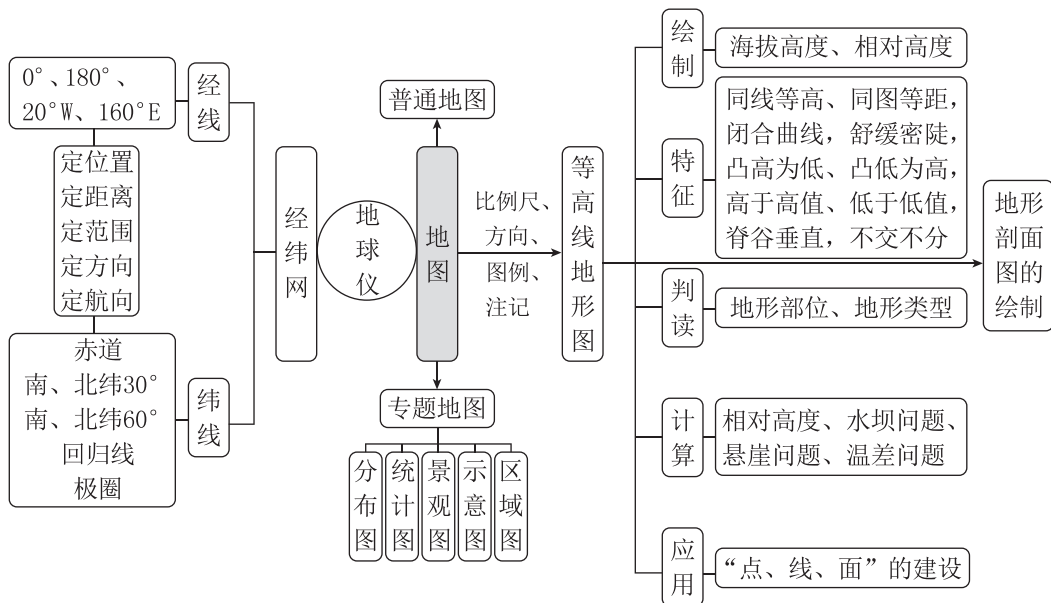 0°、180°、
20°W、160°E
经线
定位置
定距离
定范围
定方向
定航向
赤道
南、北纬30°
南、北纬60°
回归线
极圈
纬线
经纬网
地球仪
普通地图
地图
专题地图
分布图
统计图
景观图
示意图
区域图
比例尺、
方向、
图例、
注记
等高线地形图
绘制
海拔高度、相对高度
特征
同线等高、同图等距，
闭合曲线，舒缓密陡，
凸高为低、凸低为高，
高于高值、低于低值，
脊谷垂直，不交不分
判读
地形部位、地形类型
计算
相对高度、水坝问题、
悬崖问题、温差问题
应用
“点、线、面”的建设
地形
剖面
图的
绘制